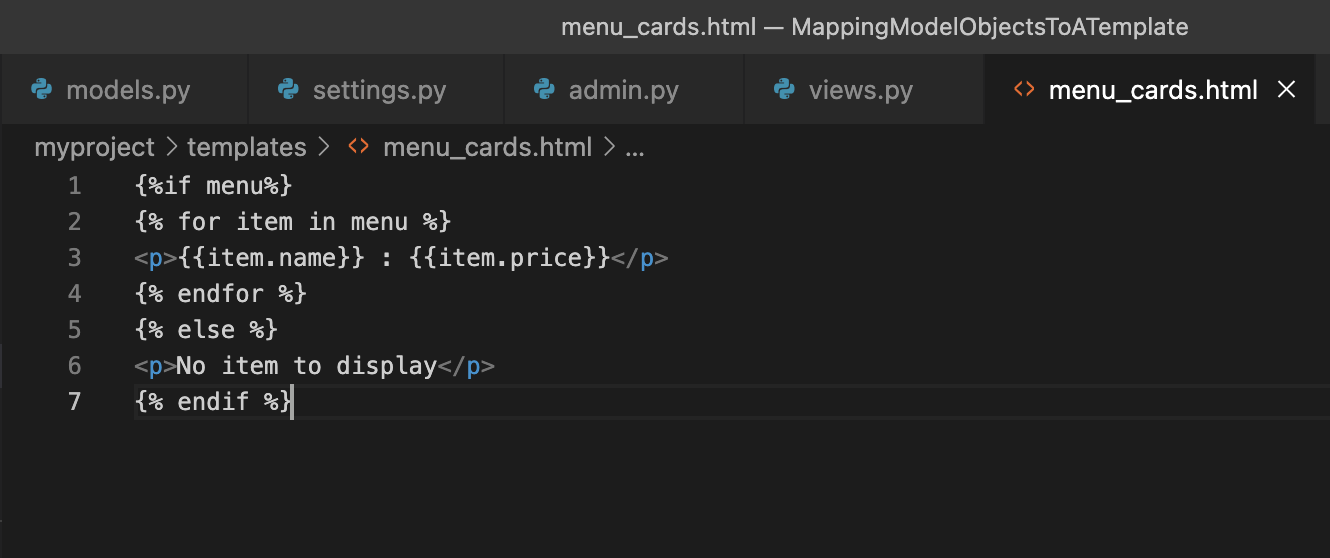 menu_cards.html — MappingModelObjectsToATemplate
models.py settings.py admin.py views.py menu_cards.html
myproject > templates > menu_cards.html > ...
1 {%if menu%}
2 {% for item in menu %}
3 <p>{{item.name}} : {{item.price}}</p>
4 {% endfor %}
5 {% else %}
6 <p>No item to display</p>
7 {% endif %}